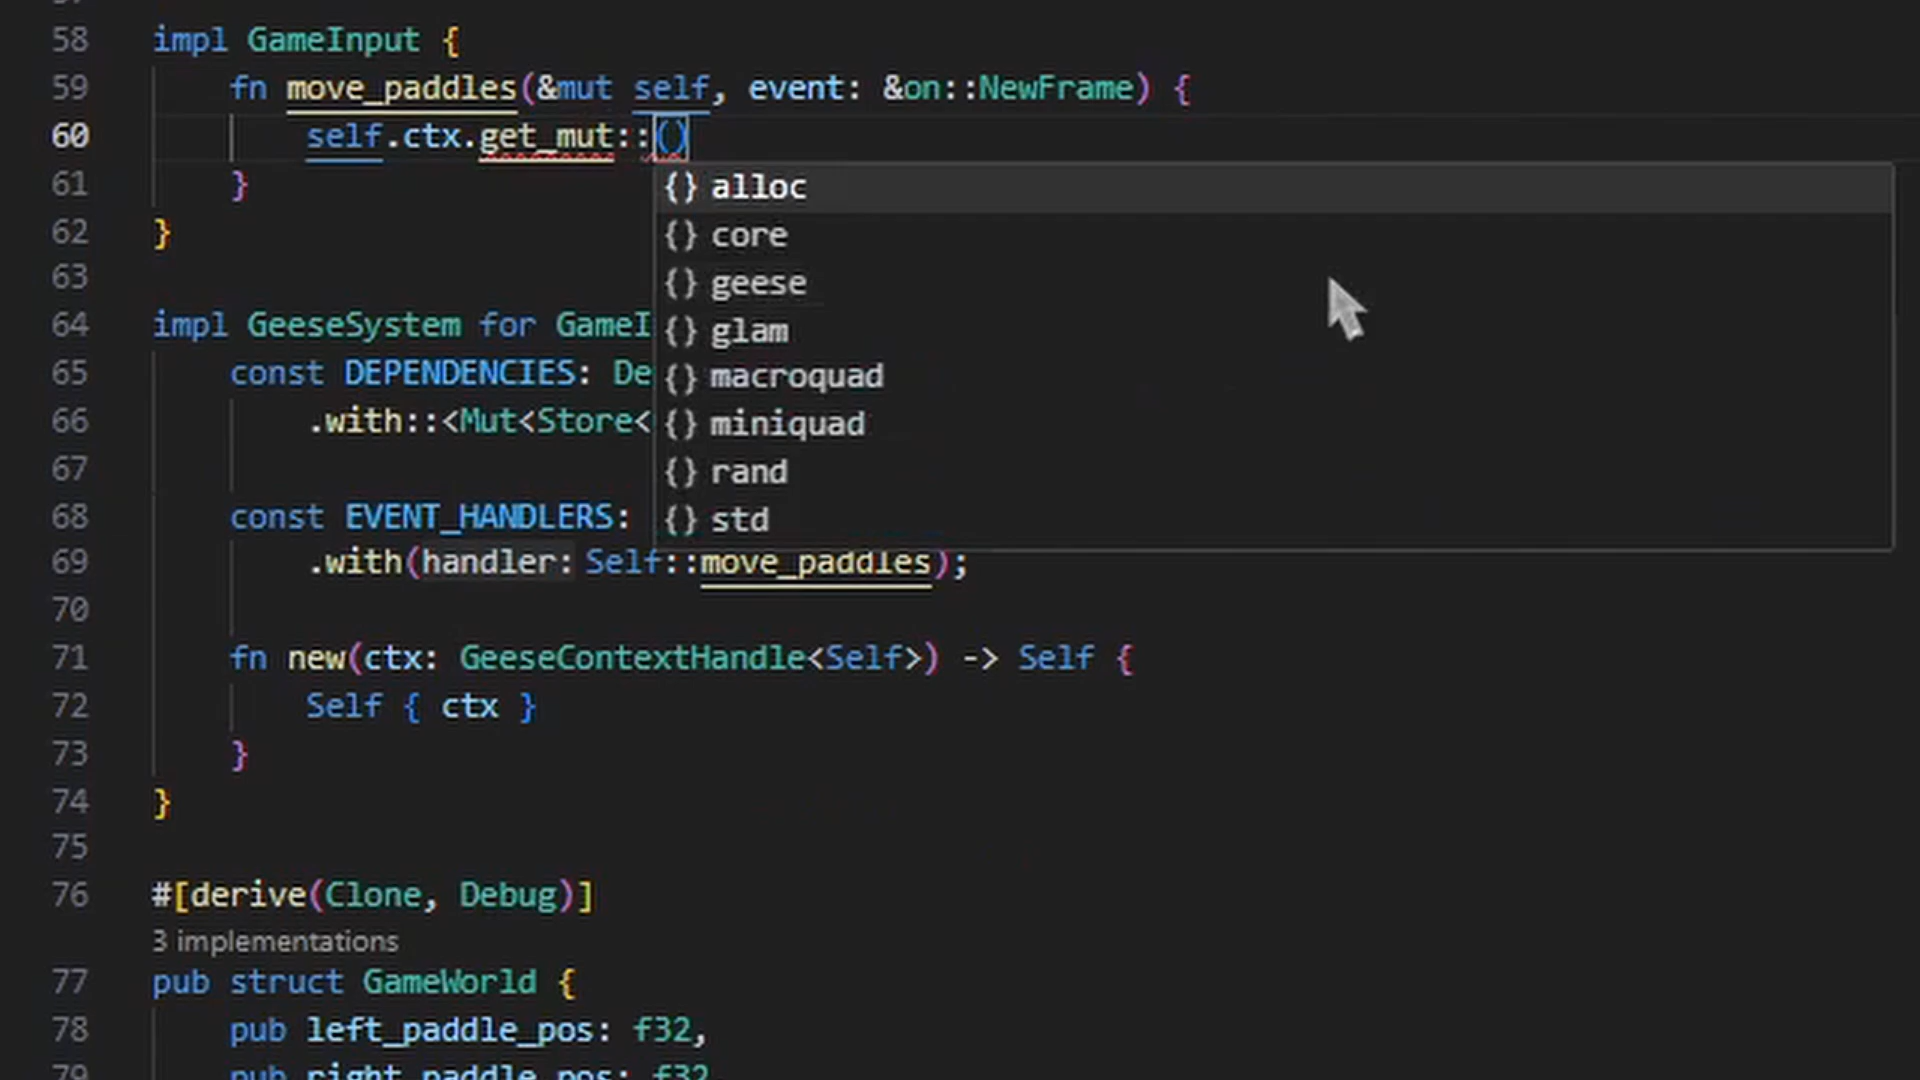 58 impl GameInput {
59 fn move_paddles(&mut self, event: &on::NewFrame) {
60 self.ctx.get_mut::()
61 }
62 }
63
64 impl GeeseSystem for GameI
65 const DEPENDENCIES: De
66 .with::<Mut<Store<
67
68 const EVENT_HANDLERS:
69 .with(handler: Self::move_paddles);
70
71 fn new(ctx: GeeseContextHandle<Self>) -> Self {
72 Self { ctx }
73 }
74 }
75
76 #[derive(Clone, Debug)]
3 implementations
77 pub struct GameWorld {
78 pub left_paddle_pos: f32,
79 pub right_paddle_pos: f32,
{} alloc
{} core
{} geese
{} glam
{} macroquad
{} miniquad
{} rand
{} std